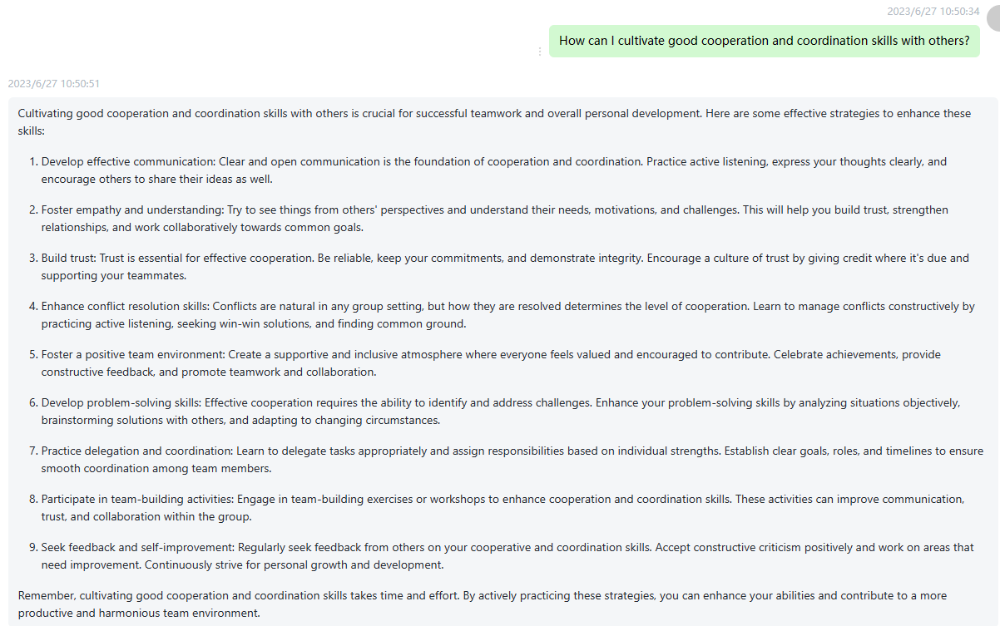 2023/6/27 10:50:34
How can I cultivate good cooperation and coordination skills with others?
2023/6/27 10:50:51
Cultivating good cooperation and coordination skills with others is crucial for successful teamwork and overall personal development. Here are some effective strategies to enhance these
skills:
1. Develop effective communication: Clear and open communication is the foundation of cooperation and coordination. Practice active listening, express your thoughts clearly, and
encourage others to share their ideas as well.
2. Foster empathy and understanding: Try to see things from others' perspectives and understand their needs, motivations, and challenges. This will help you build trust, strengthen
relationships, and work collaboratively towards common goals.
3. Build trust: Trust is essential for effective cooperation. Be reliable, keep your commitments, and demonstrate integrity. Encourage a culture of trust by giving credit where it's due and
supporting your teammates.
4. Enhance conflict resolution skills: Conflicts are natural in any group setting, but how they are resolved determines the level of cooperation. Learn to manage conflicts constructively by
practicing active listening, seeking win-win solutions, and finding common ground.
5. Foster a positive team environment: Create a supportive and inclusive atmosphere where everyone feels valued and encouraged to contribute. Celebrate achievements, provide
constructive feedback, and promote teamwork and collaboration.
6. Develop problem-solving skills: Effective cooperation requires the ability to identify and address challenges. Enhance your problem-solving skills by analyzing situations objectively,
brainstorming solutions with others, and adapting to changing circumstances.
7. Practice delegation and coordination: Learn to delegate tasks appropriately and assign responsibilities based on individual strengths. Establish clear goals, roles, and timelines to ensure
smooth coordination among team members.
8. Participate in team-building activities: Engage in team-building exercises or workshops to enhance cooperation and coordination skills. These activities can improve communication,
trust, and collaboration within the group.
9. Seek feedback and self-improvement: Regularly seek feedback from others on your cooperative and coordination skills. Accept constructive criticism positively and work on areas that
need improvement. Continuously strive for personal growth and development.
Remember, cultivating good cooperation and coordination skills takes time and effort. By actively practicing these strategies, you can enhance your abilities and contribute to a more
productive and harmonious team environment.